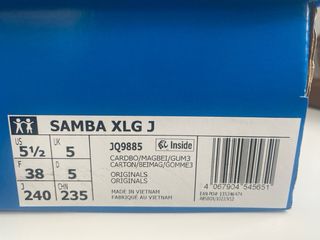 SAMBA XLG J
US 5½ UK 5
F 38 D 5
J 240 CHN 235
JQ9885 Inside
CARDBO/MAGBEI/GUM3
CARTON/BEIMAG/GOMME3
ORIGINALS
ORIGINALS
MADE IN VIETNAM
FABRIQUÉ AU VIETNAM
4 067904 545651